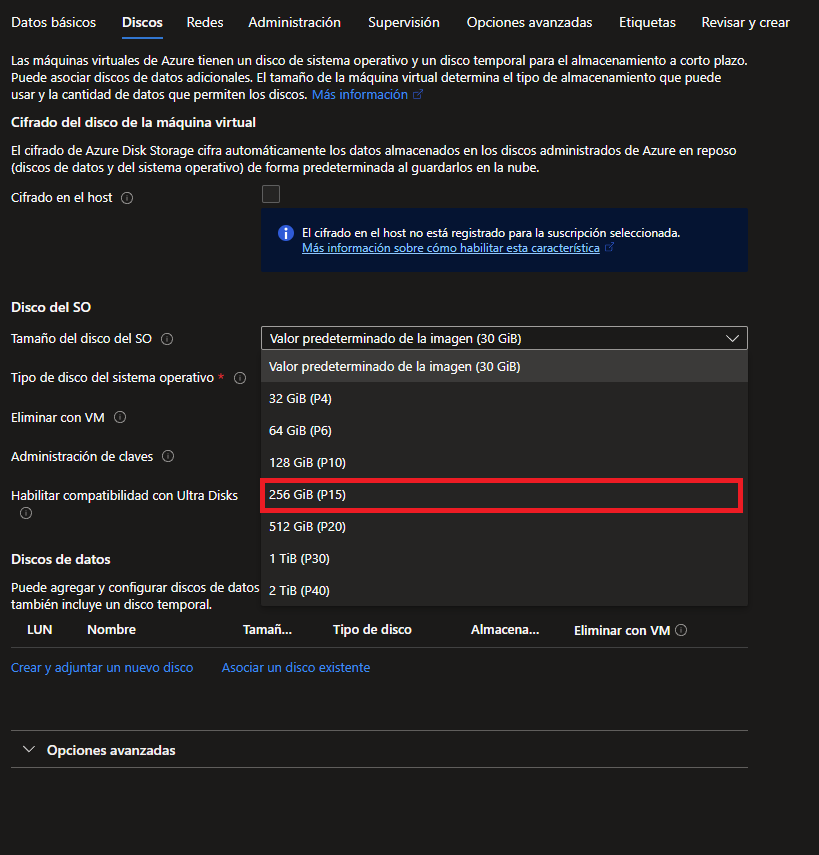 Datos básicos Discos Redes Administración Supervisión Opciones avanzadas Etiquetas Revisar y crear
Las máquinas virtuales de Azure tienen un disco de sistema operativo y un disco temporal para el almacenamiento a corto plazo.
Puede asociar discos de datos adicionales. El tamaño de la máquina virtual determina el tipo de almacenamiento que puede
usar y la cantidad de datos que permiten los discos. Más información
Cifrado del disco de la máquina virtual
El cifrado de Azure Disk Storage cifra automáticamente los datos almacenados en los discos administrados de Azure en reposo
(discos de datos y del sistema operativo) de forma predeterminada al guardarlos en la nube.
Cifrado en el host
El cifrado en el host no está registrado para la suscripción seleccionada.
Más información sobre cómo habilitar esta característica
Disco del SO
Tamaño del disco del SO
Valor predeterminado de la imagen (30 GiB)
Valor predeterminado de la imagen (30 GiB)
Tipo de disco del sistema operativo *
32 GiB (P4)
Eliminar con VM
64 GiB (P6)
Administración de claves
128 GiB (P10)
Habilitar compatibilidad con Ultra Disks
256 GiB (P15)
512 GiB (P20)
Discos de datos
1 TiB (P30)
Puede agregar y configurar discos de datos
2 TiB (P40)
también incluye un disco temporal.
LUN Nombre Tamañ... Tipo de disco Almacena... Eliminar con VM
Crear y adjuntar un nuevo disco Asociar un disco existente
Opciones avanzadas